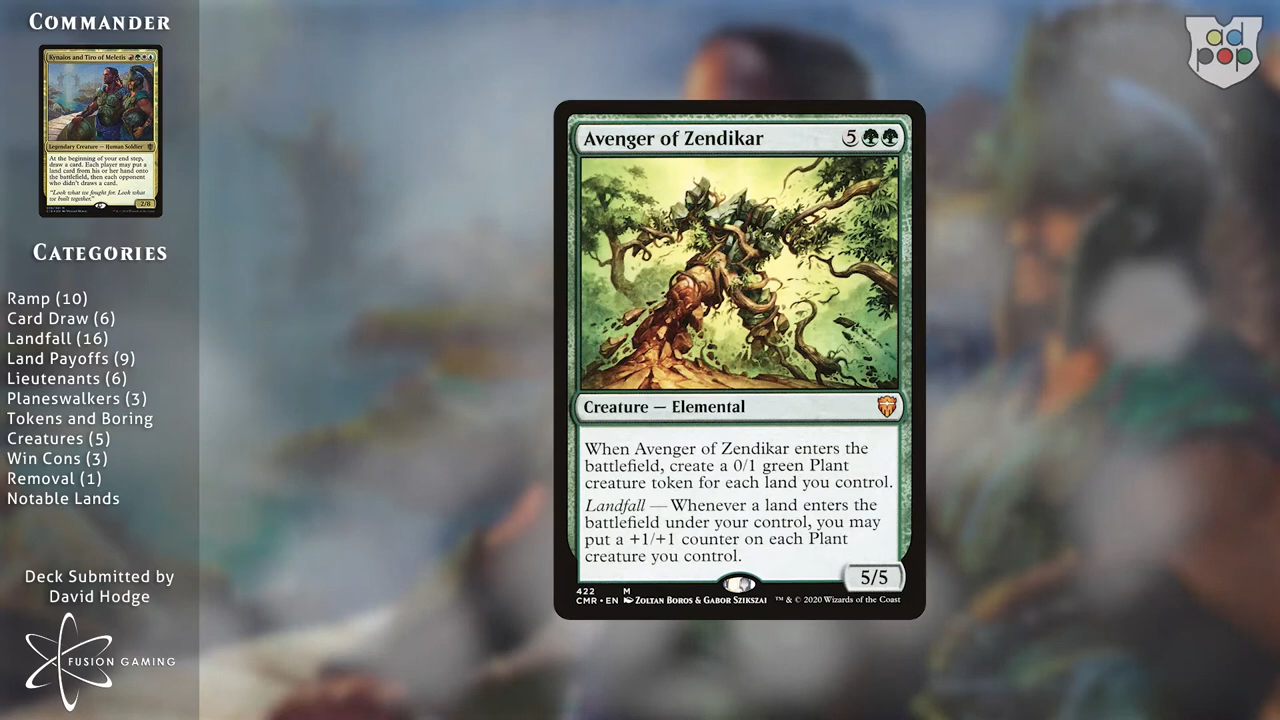 COMMANDER
Kynaios and Tiro of Meletis
Legendary Creature — Human Soldier
At the beginning of your end step,
draw a card. Each player may put a
land card from his or her hand onto
the battlefield, then each opponent
who didn't draws a card.
"Look what we fought for. Look what
we built together."
2/8
CATEGORIES
Ramp (10)
Card Draw (6)
Landfall (16)
Land Payoffs (9)
Lieutenants (6)
Planeswalkers (3)
Tokens and Boring
Creatures (5)
Win Cons (3)
Removal (1)
Notable Lands
Deck Submitted by
David Hodge
FUSION GAMING
ad
pop
Avenger of Zendikar 5
Creature — Elemental
When Avenger of Zendikar enters the
battlefield, create a 0/1 green Plant
creature token for each land you control.
Landfall — Whenever a land enters the
battlefield under your control, you may
put a +1/+1 counter on each Plant
creature you control.
5/5
422 M
CMR • EN ZOLTAN BOROS & GABOR SZIKSZAI ™ & © 2020 Wizards of the Coast